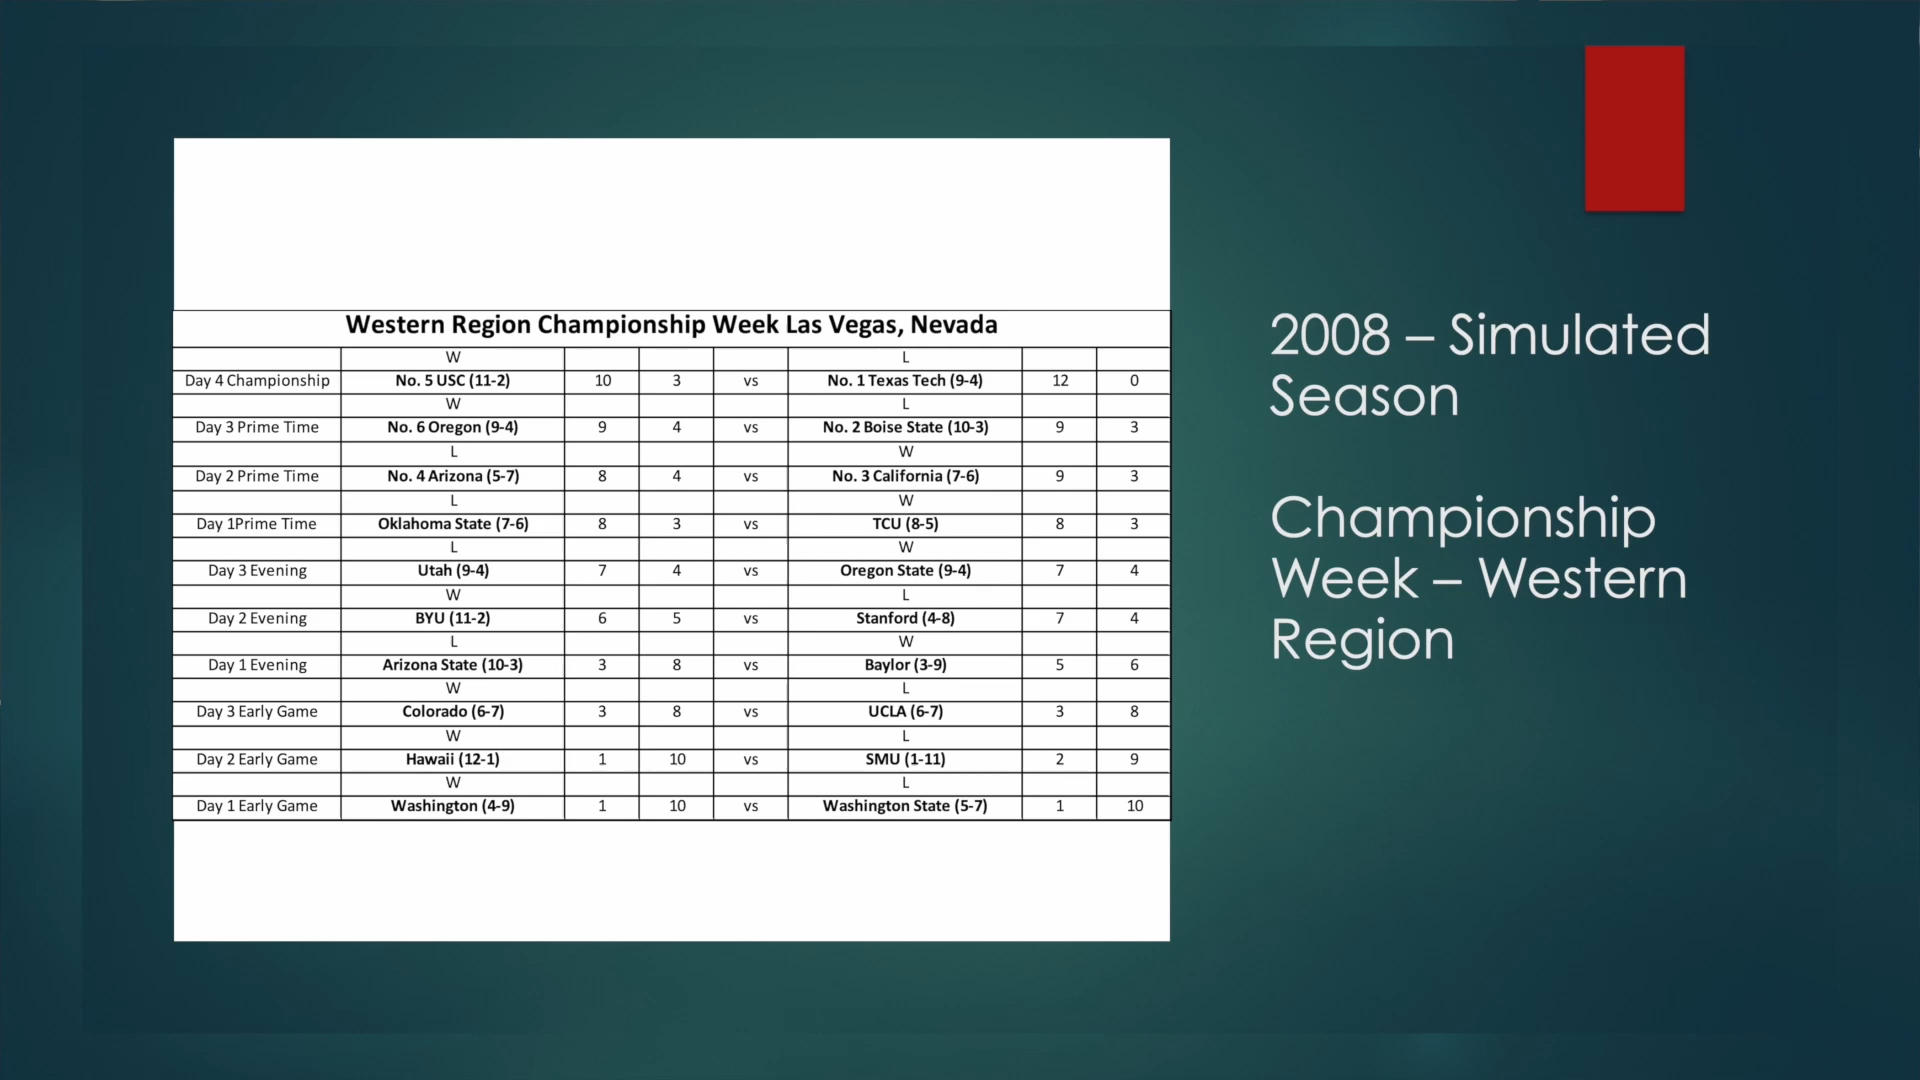 Western Region Championship Week Las Vegas, Nevada
W L
Day 4 Championship No. 5 USC (11-2) 10 3 vs No. 1 Texas Tech (9-4) 12 0
W L
Day 3 Prime Time No. 6 Oregon (9-4) 9 4 vs No. 2 Boise State (10-3) 9 3
L W
Day 2 Prime Time No. 4 Arizona (5-7) 8 4 vs No. 3 California (7-6) 9 3
L W
Day 1Prime Time Oklahoma State (7-6) 8 3 vs TCU (8-5) 8 3
L W
Day 3 Evening Utah (9-4) 7 4 vs Oregon State (9-4) 7 4
W L
Day 2 Evening BYU (11-2) 6 5 vs Stanford (4-8) 7 4
L W
Day 1 Evening Arizona State (10-3) 3 8 vs Baylor (3-9) 5 6
W L
Day 3 Early Game Colorado (6-7) 3 8 vs UCLA (6-7) 3 8
W L
Day 2 Early Game Hawaii (12-1) 1 10 vs SMU (1-11) 2 9
W L
Day 1 Early Game Washington (4-9) 1 10 vs Washington State (5-7) 1 10
2008 – Simulated
Season
Championship
Week – Western
Region